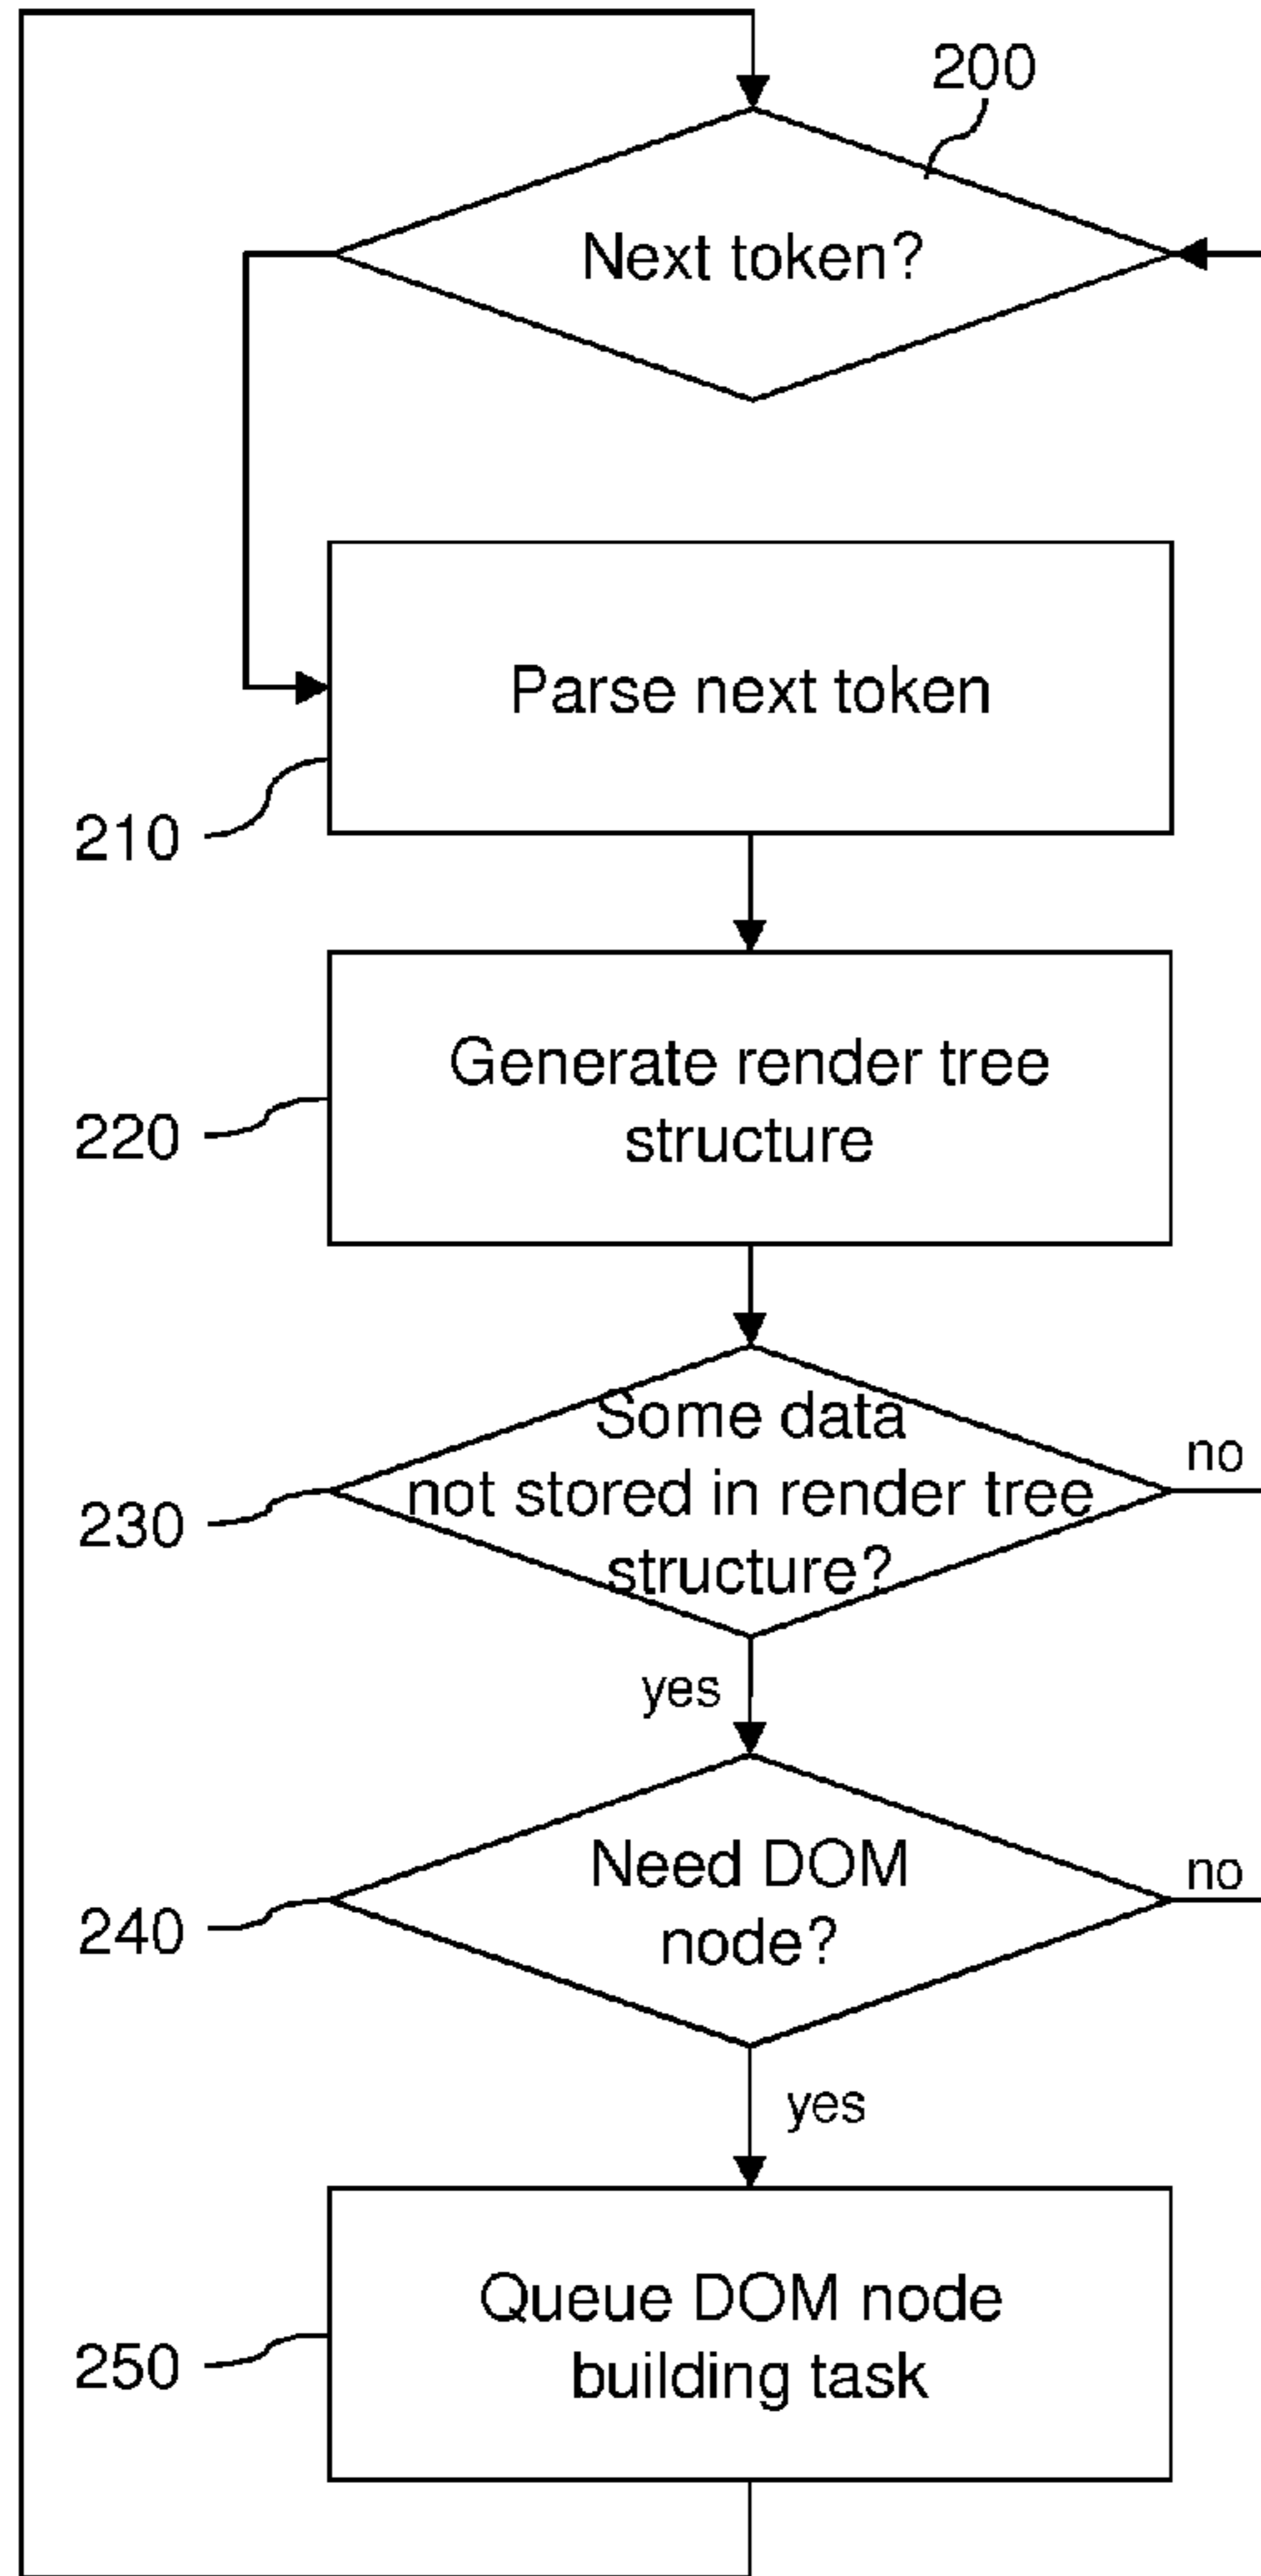 200
Next token?
Parse next token
210
Generate render tree
structure
220
Some data
not stored in render tree
structure?
no
230
yes
Need DOM
node?
no
240
yes
Queue DOM node
building task
250